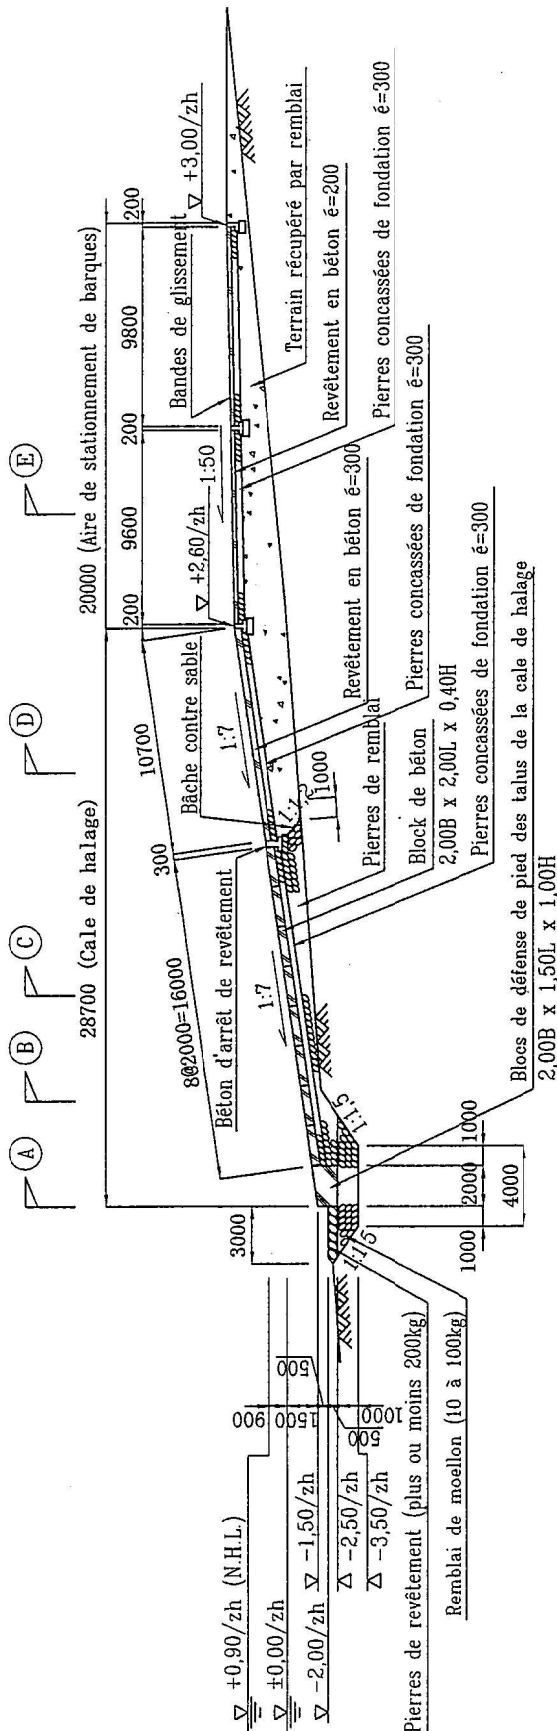 A
B
C
D
E
28700 (Cale de halage)
20000 (Aire de stationnement de barques)
3000
8@2000=16000
300
10700
200
9600
200
9800
200
Béton d'arrêt de revêtement
Bâche contre sable
▽ +2,60/zh
1:50
Bandes de glissement
▽ +3,00/zh
1:7
1:7
1:1,5
1000
1:1,5
1:1,5
1000
2000
1000
4000
900
1500
500
500
1000
▽ +0,90/zh (N.H.L.)
▽ ±0,00/zh
▽ -1,50/zh
▽ -2,00/zh
△ -2,50/zh
△ -3,50/zh
Terrain récupéré par remblai
Revêtement en béton é=200
Pierres concassées de fondation é=300
Revêtement en béton é=300
Pierres concassées de fondation é=300
Pierres de remblai
Block de béton
2,00B x 2,00L x 0,40H
Pierres concassées de fondation é=300
Blocs de défense de pied des talus de la cale de halage
2,00B x 1,50L x 1,00H
Pierres de revêtement (plus ou moins 200kg)
Remblai de moellon (10 à 100kg)